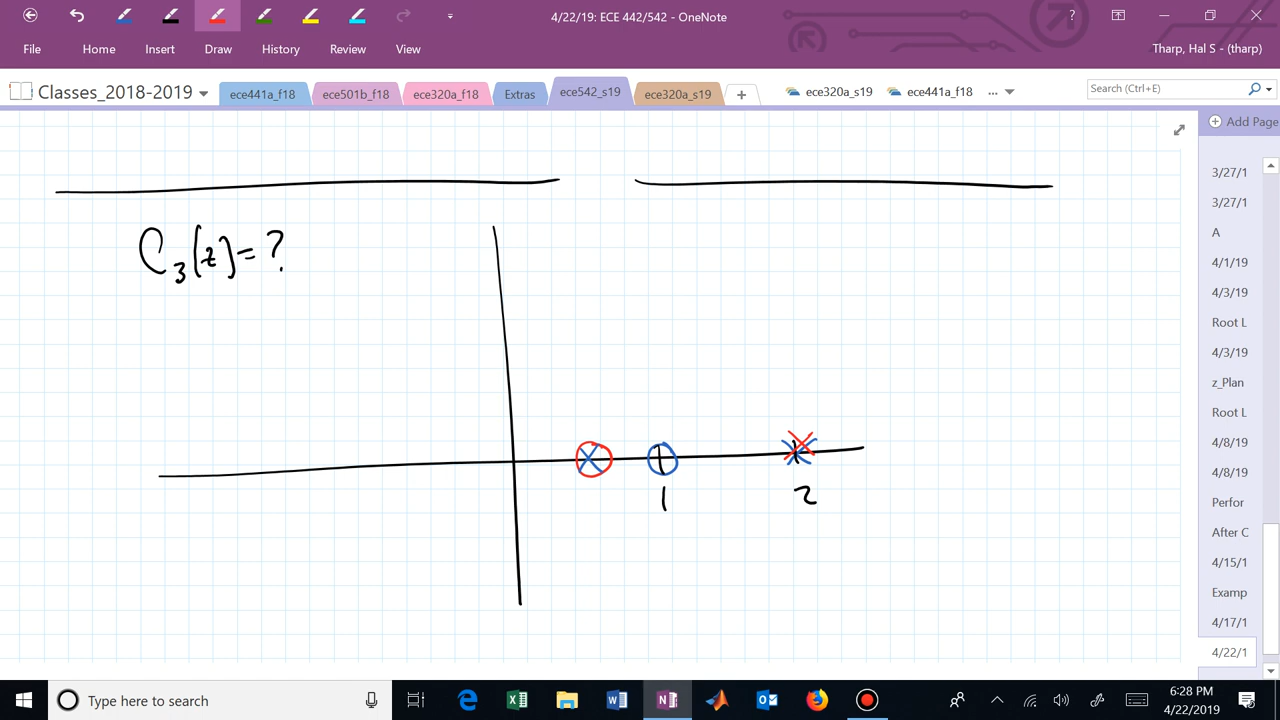 4/22/19: ECE 442/542 - OneNote
?
File
Home
Insert
Draw
History
Review
View
Tharp, Hal S - (tharp)
Classes_2018-2019
ece441a_f18
ece501b_f18
ece320a_f18
Extras
ece542_s19
ece320a_s19
+
ece320a_s19
ece441a_f18
...
Search (Ctrl+E)
Add Page
3/27/1
3/27/1
A
4/1/19
4/3/19
Root L
4/3/19
z_Plan
Root L
4/8/19
4/8/19
Perfor
After C
4/15/1
Examp
4/17/1
4/22/1
C₃(z)=?
1
2
Type here to search
6:28 PM
4/22/2019